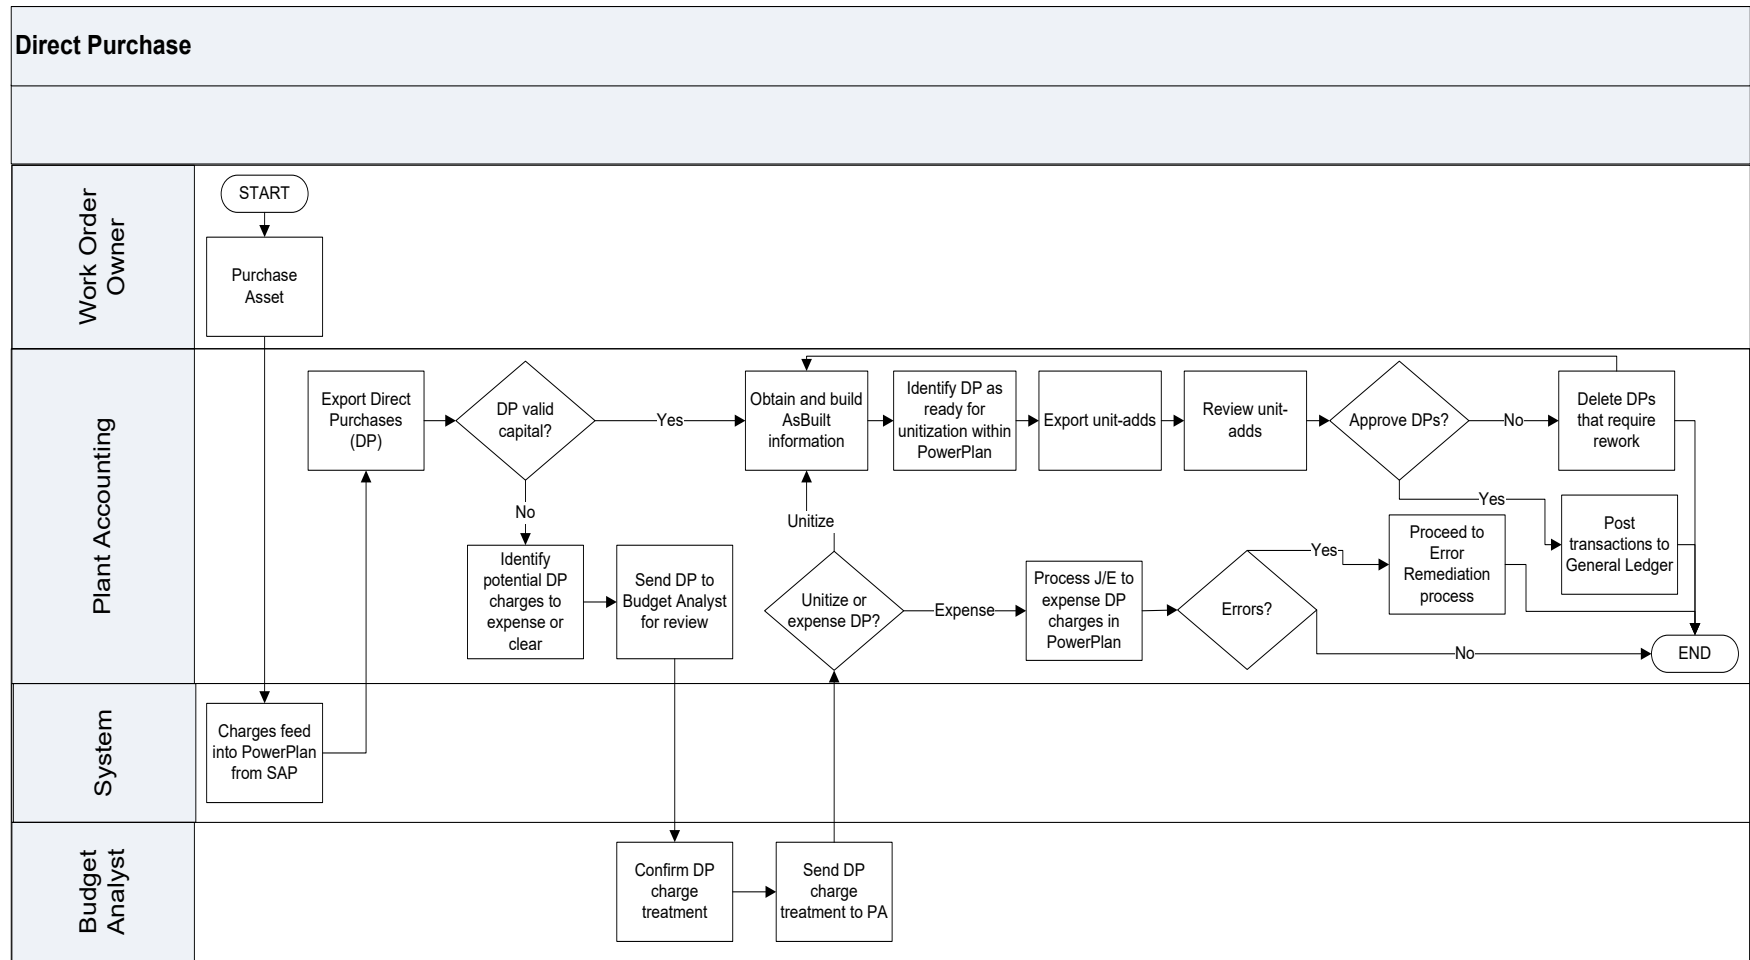 Direct Purchase
Work Order
Owner
START
Purchase
Asset
Plant Accounting
Export Direct
Purchases
(DP)
DP valid
capital?
Yes
No
Obtain and build
AsBuilt
information
Identify DP as
ready for
unitization within
PowerPlan
Export unit-adds
Review unit-
adds
Approve DPs?
No
Yes
Delete DPs
that require
rework
Post
transactions to
General Ledger
Identify
potential DP
charges to
expense or
clear
Send DP to
Budget Analyst
for review
Unitize
Unitize or
expense DP?
Expense
Process J/E to
expense DP
charges in
PowerPlan
Errors?
Yes
Proceed to
Error
Remediation
process
No
END
System
Charges feed
into PowerPlan
from SAP
Budget
Analyst
Confirm DP
charge
treatment
Send DP
charge
treatment to PA